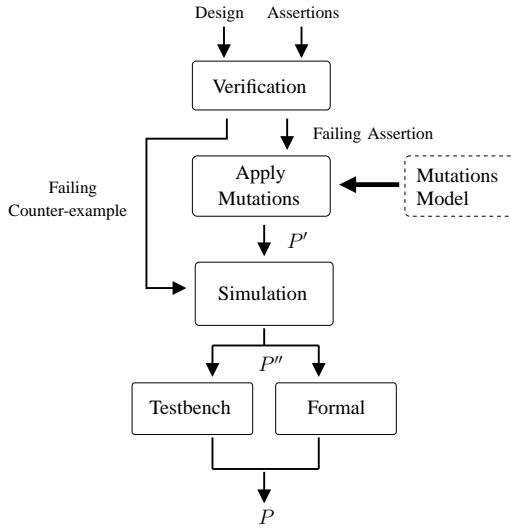 Design
Assertions
Verification
Failing Assertion
Apply
Mutations
Mutations
Model
Failing
Counter-example
P′
Simulation
P″
Testbench
Formal
P